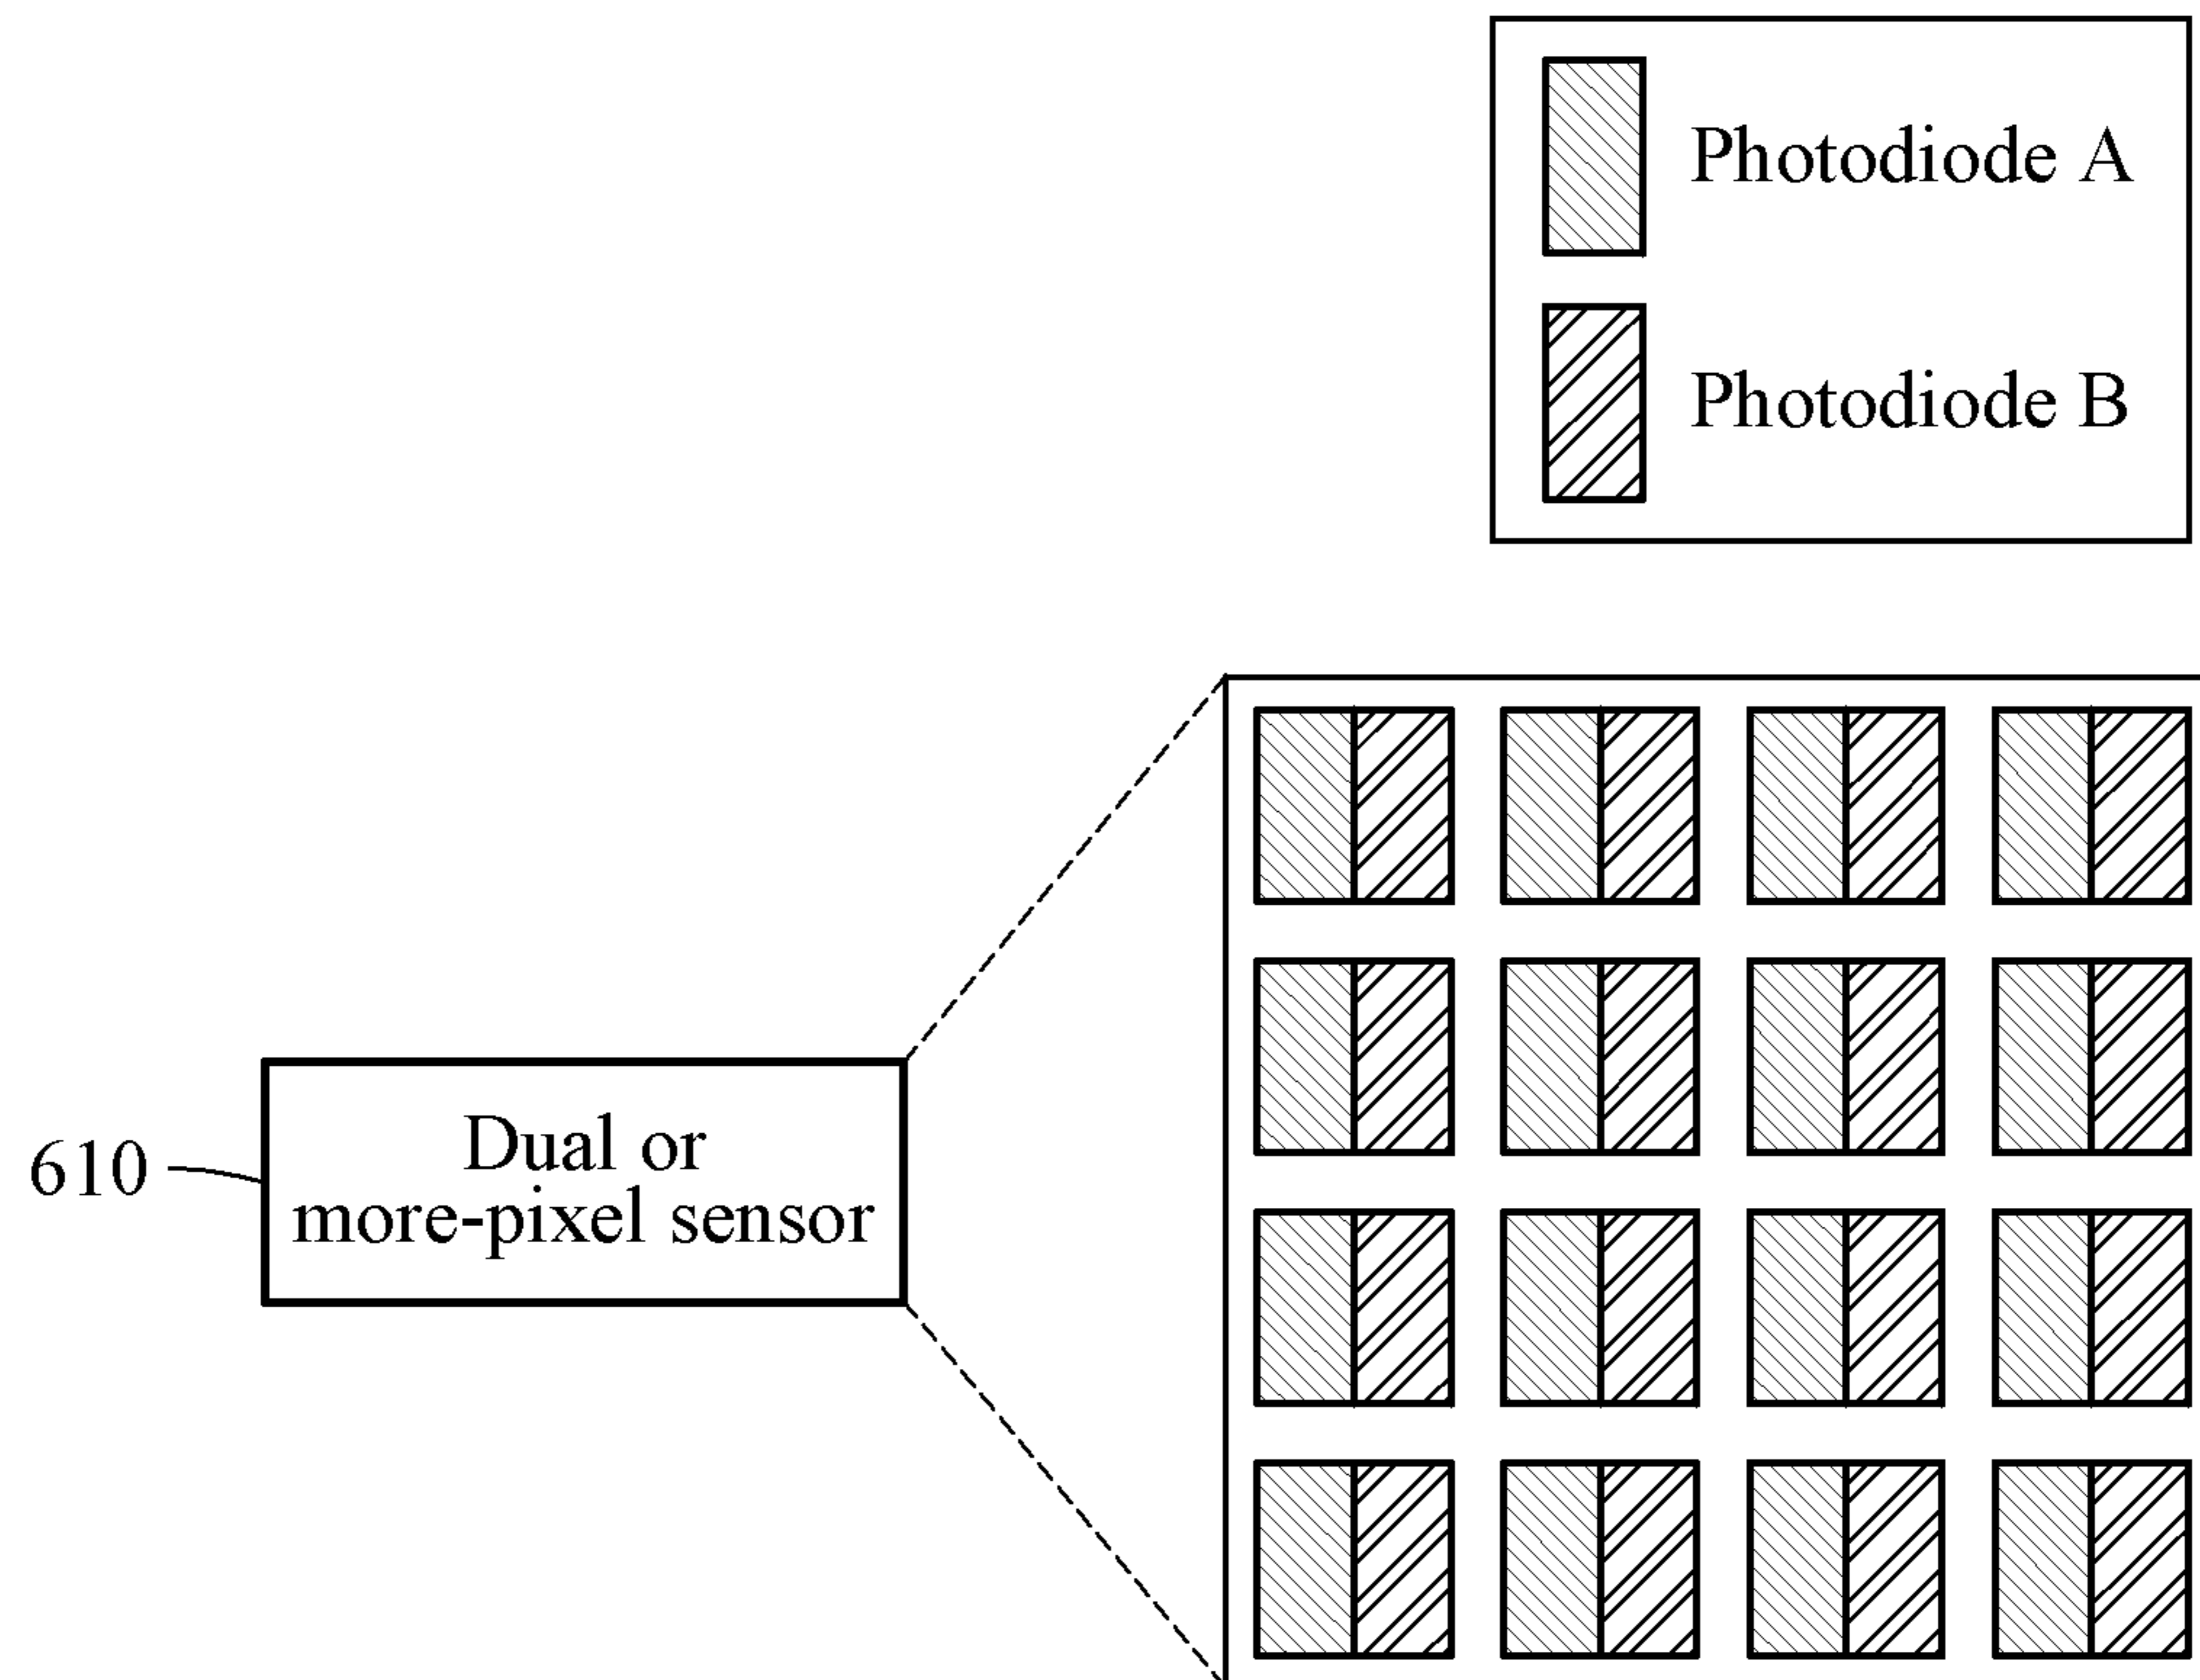 Photodiode A
Photodiode B
610
Dual or
more-pixel sensor